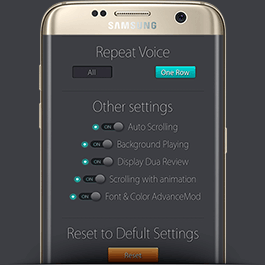 SAMSUNG
Repeat Voice
All One Row
Other settings
ON Auto Scrolling
ON Background Playing
ON Display Dua Review
ON Scrolling with animation
ON Font & Color AdvanceMod
Reset to Defult Settings
Reset